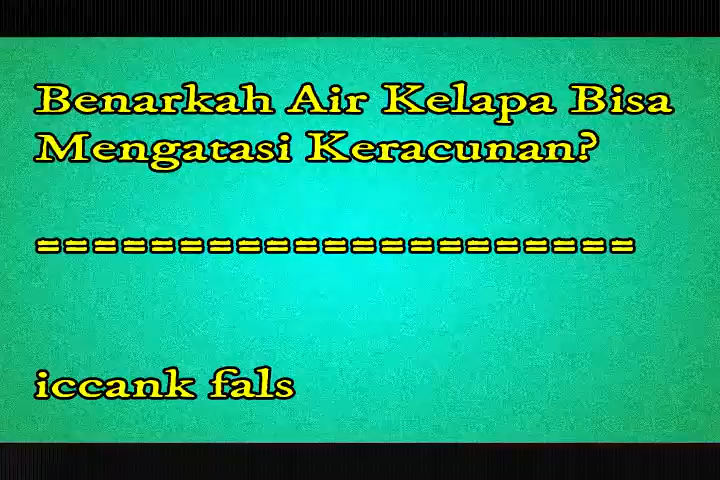 Benarkah Air Kelapa Bisa
Mengatasi Keracunan?
=====================
iccank fals